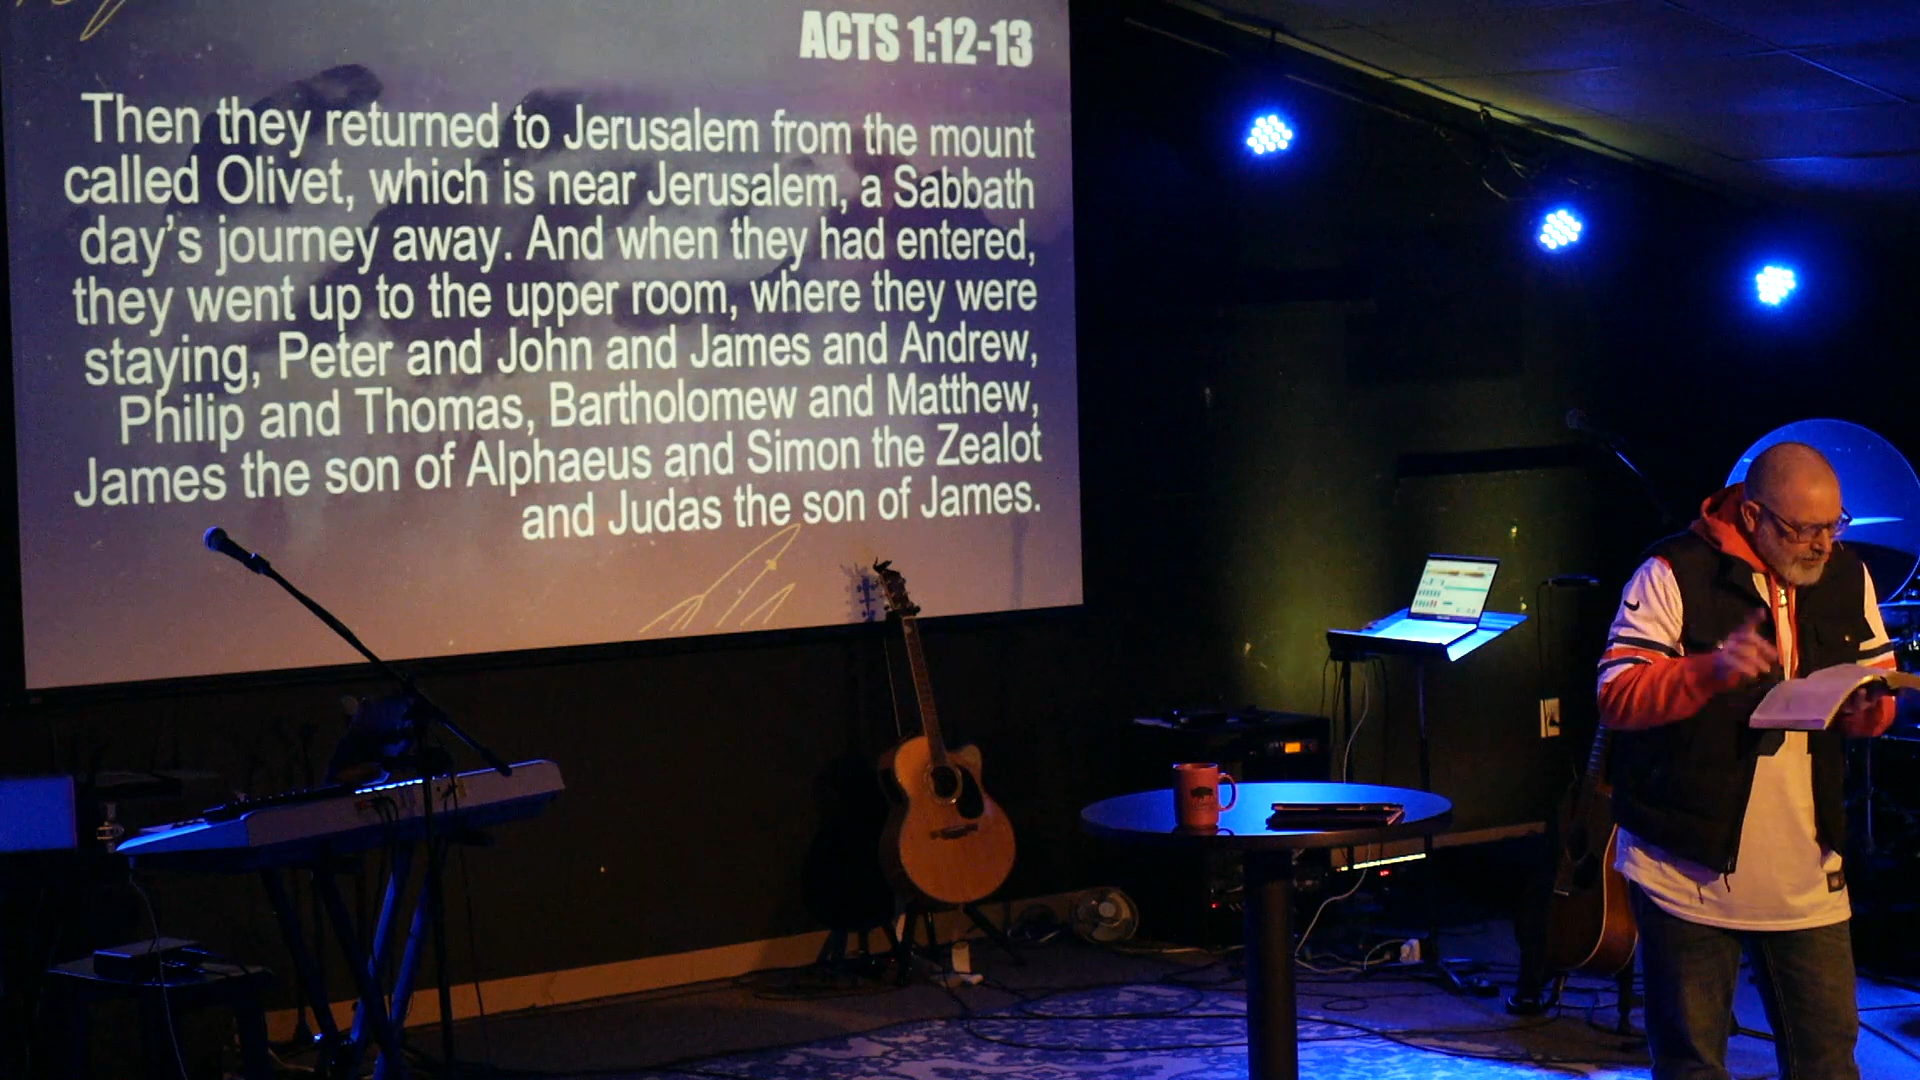 ACTS 1:12-13
Then they returned to Jerusalem from the mount
called Olivet, which is near Jerusalem, a Sabbath
day's journey away. And when they had entered,
they went up to the upper room, where they were
staying, Peter and John and James and Andrew,
Philip and Thomas, Bartholomew and Matthew,
James the son of Alphaeus and Simon the Zealot
and Judas the son of James.